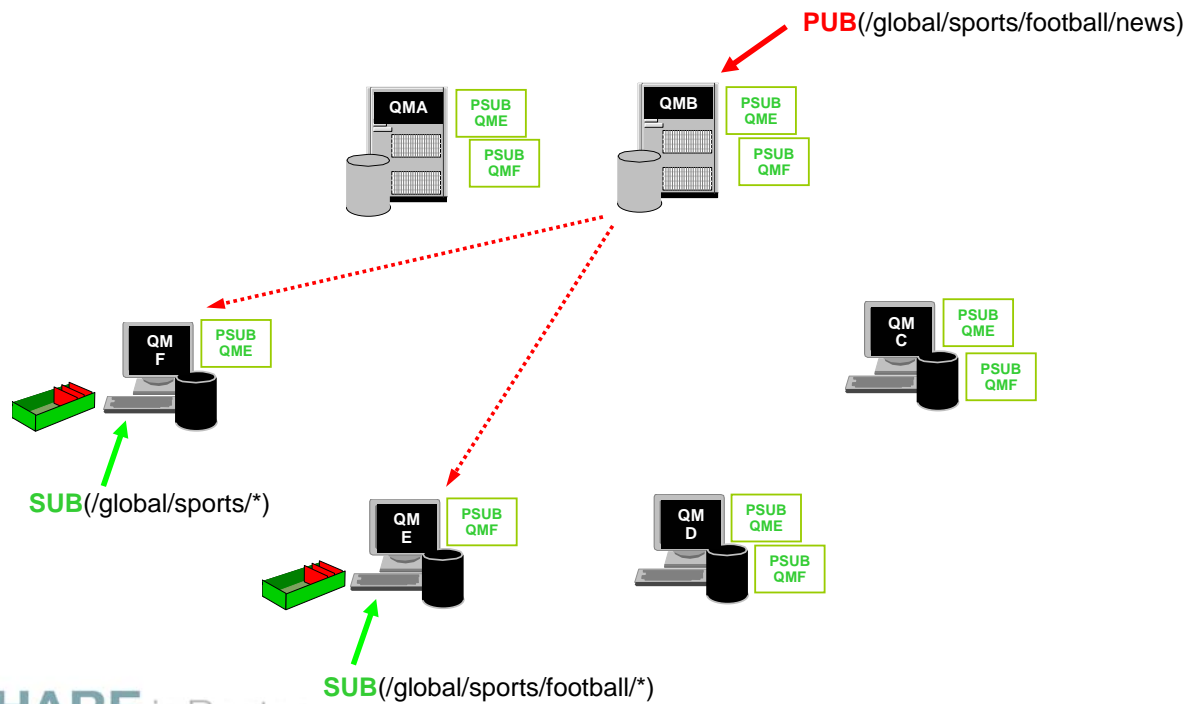 PUB(/global/sports/football/news)
QMA
PSUB
QME
PSUB
QMF
QMB
PSUB
QME
PSUB
QMF
QM
F
PSUB
QME
QM
C
PSUB
QME
PSUB
QMF
SUB(/global/sports/*)
QM
E
PSUB
QMF
QM
D
PSUB
QME
PSUB
QMF
SUB(/global/sports/football/*)